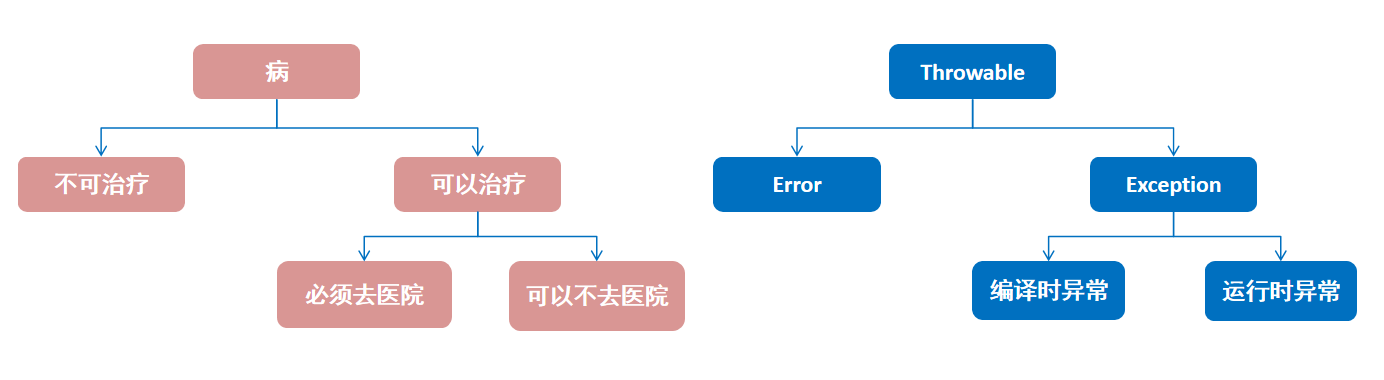 病
不可治疗
可以治疗
必须去医院
可以不去医院
Throwable
Error
Exception
编译时异常
运行时异常